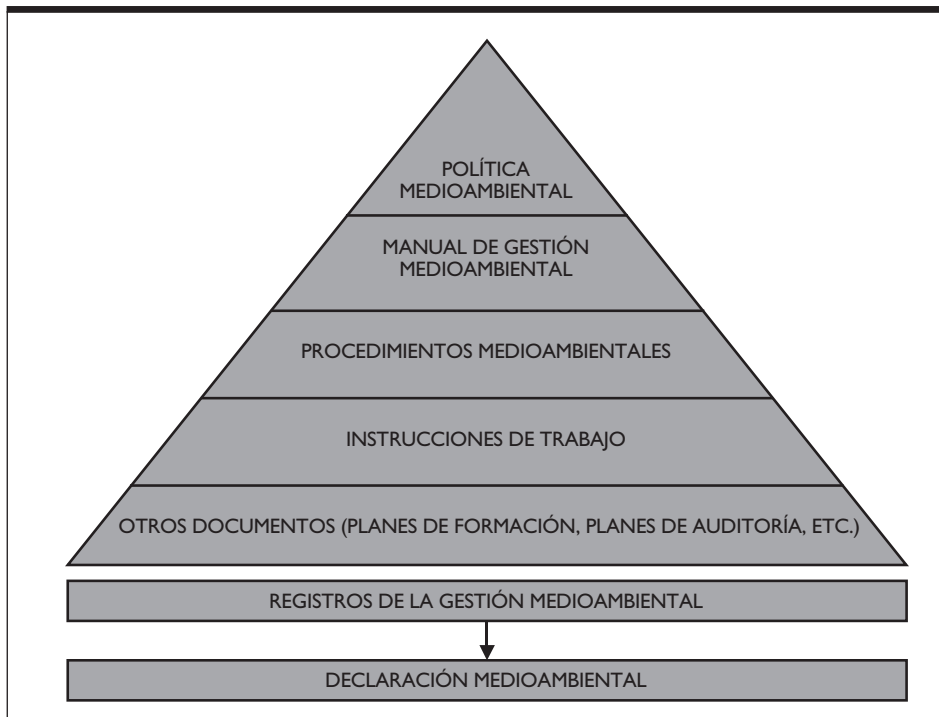 POLÍTICA
MEDIOAMBIENTAL
MANUAL DE GESTIÓN
MEDIOAMBIENTAL
PROCEDIMIENTOS MEDIOAMBIENTALES
INSTRUCCIONES DE TRABAJO
OTROS DOCUMENTOS (PLANES DE FORMACIÓN, PLANES DE AUDITORÍA, ETC.)
REGISTROS DE LA GESTIÓN MEDIOAMBIENTAL
DECLARACIÓN MEDIOAMBIENTAL